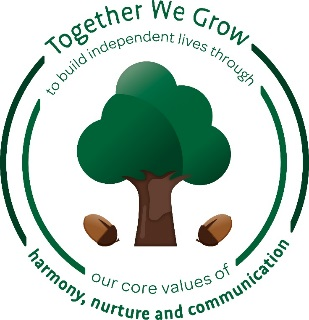 Together We Grow
to build independent lives through
our core values of
harmony, nurture and communication